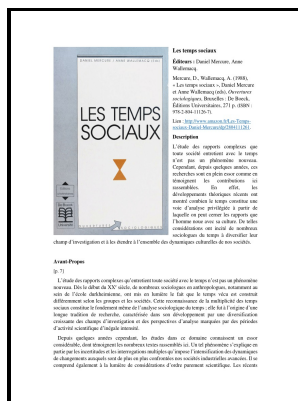 DANIEL MERCURE · ANNE WALLEMACQ (ED.)
LES TEMPS
SOCIAUX
Les temps sociaux
Éditeurs : Daniel Mercure, Anne
Wallemacq.
Mercure, D., Wallemacq, A. (1988),
« Les temps sociaux », Daniel Mercure
et Anne Wallemacq (eds), Ouvertures
sociologiques, Bruxelles : De Boeck,
Éditions Universitaires, 271 p. (ISBN :
978-2-804-11126-7).
Lien : http://www.amazon.fr/Les-Temps-
sociaux-Daniel-Mercure/dp/2804111261.
Description
L'étude des rapports complexes que
toute société entretient avec le temps
n'est pas un phénomène nouveau.
Cependant, depuis quelques années, ces
recherches sont en plein essor comme en
témoignent les contributions ici
rassemblées. En effet, les
développements théoriques récents ont
montré combien le temps constitue une
voie d'analyse privilégiée à partir de
laquelle on peut cerner les rapports que
l'homme noue avec sa culture. De telles
considérations ont incité de nombreux
sociologues du temps à diversifier leur
champ d'investigation et à les étendre à l'ensemble des dynamiques culturelles de nos sociétés.
Avant-Propos
(p. 7)
L'étude des rapports complexes qu'entretient toute société avec le temps n'est pas un phénomène
nouveau. Dès le début du XXe siècle, de nombreux sociologues en anthropologues, notamment au
sein de l'école durkheimienne, ont mis en lumière le fait que le temps vécu en construit
différemment selon les groupes et les sociétés. Cette reconnaissance de la multiplicité des temps
sociaux constitue le fondement même de l'analyse sociologique du temps ; elle fut à l'origine d'une
longue tradition de recherche, caractérisée dans son développement par une diversification
croissante des champs d'investigation et des perspectives d'analyse marquées par des périodes
d'activité scientifique d'inégale intensité.
Depuis quelques années cependant, les études dans ce domaine connaissent un essor
considérable, dont témoignent les nombreux textes rassemblés ici. Un tel phénomène s'explique en
partie par les incertitudes et les interrogations multiples qu'impose l'intensification des dynamiques
de changements auxquels sont de plus en plus confrontées nos sociétés industrielles avancées. Il se
comprend également à la lumière de considérations d'ordre purement scientifique. Les récents